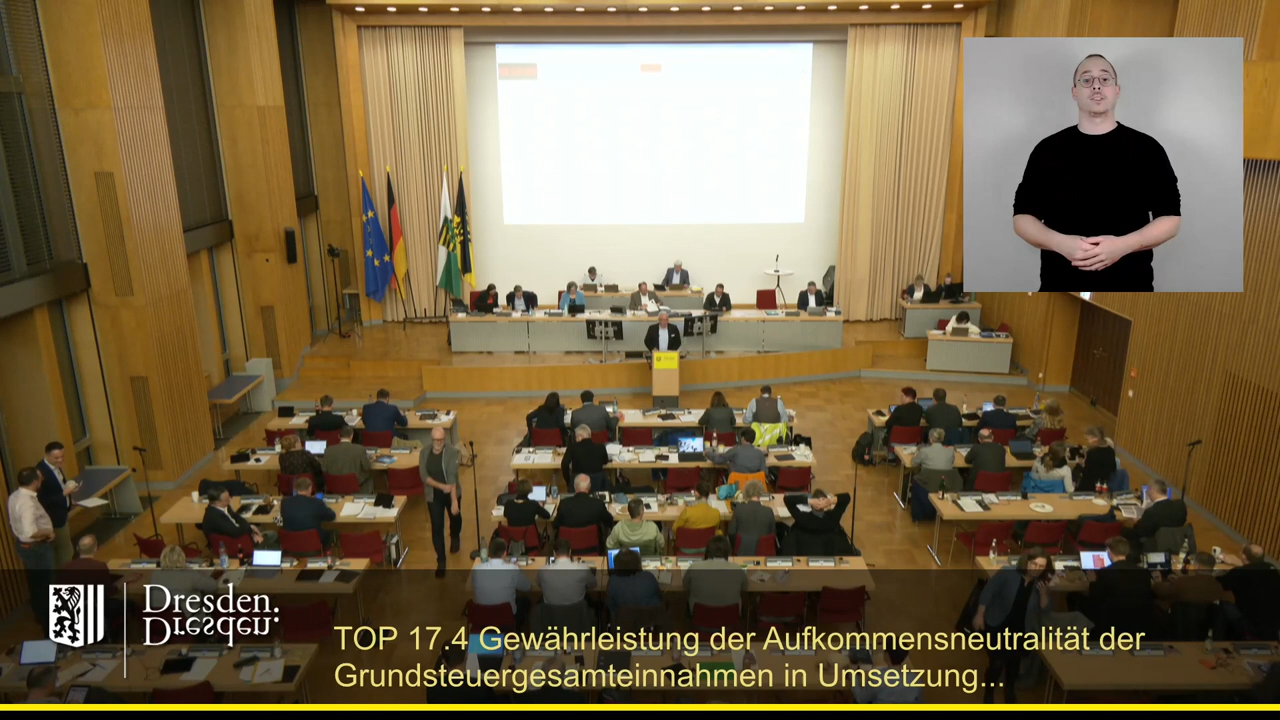 Dresden.
Dresden.
TOP 17.4 Gewährleistung der Aufkommensneutralität der
Grundsteuergesamteinnahmen in Umsetzung...